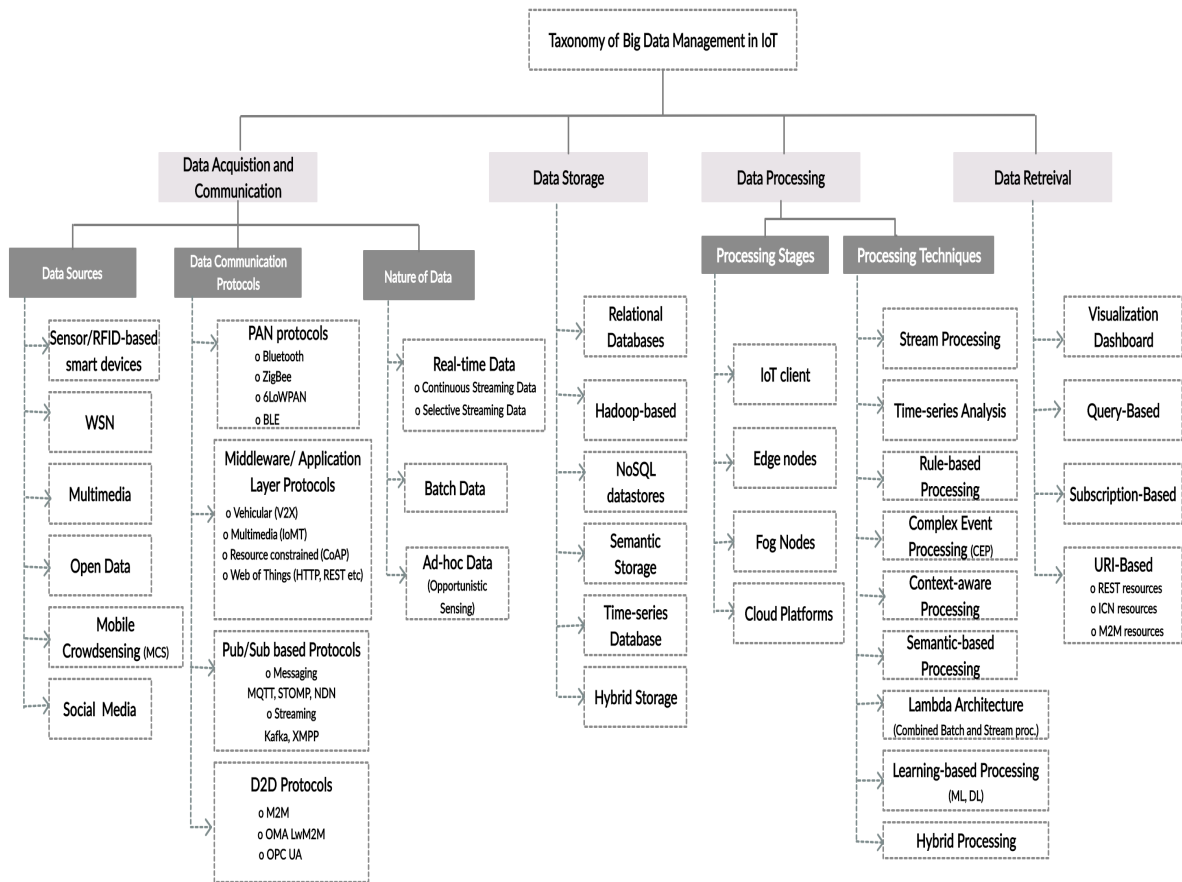 Taxonomy of Big Data Management in IoT
Data Acquistion and
Communication
Data Storage
Data Processing
Data Retreival
Data Sources
Data Communication
Protocols
Nature of Data
Processing Stages
Processing Techniques
Sensor/RFID-based
smart devices
WSN
Multimedia
Open Data
Mobile
Crowdsensing (MCS)
Social Media
PAN protocols
o Bluetooth
o ZigBee
o 6LoWPAN
o BLE
Middleware/ Application
Layer Protocols
o Vehicular (V2X)
o Multimedia (IoMT)
o Resource constrained (CoAP)
o Web of Things (HTTP, REST etc)
Pub/Sub based Protocols
o Messaging
MQTT, STOMP, NDN
o Streaming
Kafka, XMPP
D2D Protocols
o M2M
o OMA LwM2M
o OPC UA
Real-time Data
o Continuous Streaming Data
o Selective Streaming Data
Batch Data
Ad-hoc Data
(Opportunistic
Sensing)
Relational
Databases
Hadoop-based
NoSQL
datastores
Semantic
Storage
Time-series
Database
Hybrid Storage
IoT client
Edge nodes
Fog Nodes
Cloud Platforms
Stream Processing
Time-series Analysis
Rule-based
Processing
Complex Event
Processing (CEP)
Context-aware
Processing
Semantic-based
Processing
Lambda Architecture
(Combined Batch and Stream proc.)
Learning-based Processing
(ML, DL)
Hybrid Processing
Visualization
Dashboard
Query-Based
Subscription-Based
URI-Based
o REST resources
o ICN resources
o M2M resources